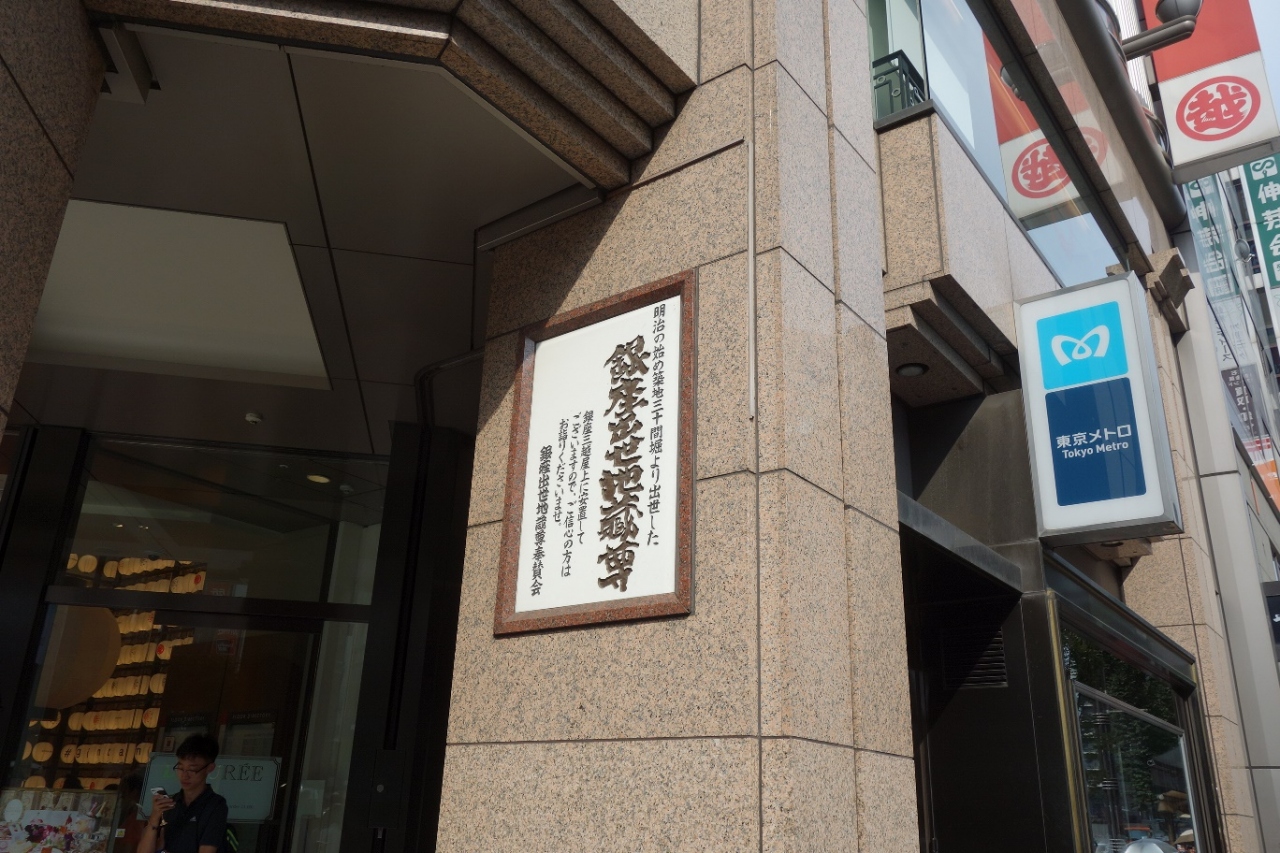 明治の始め築地三十間堀より出世した
銀座出世地蔵尊
銀座三越屋上に安置して
ございますので、ご信心の方は
お詣りくださいませ。
銀座出世地蔵尊奉賛会
東京メトロ
Tokyo Metro
越
越
伸芽会
RÉE